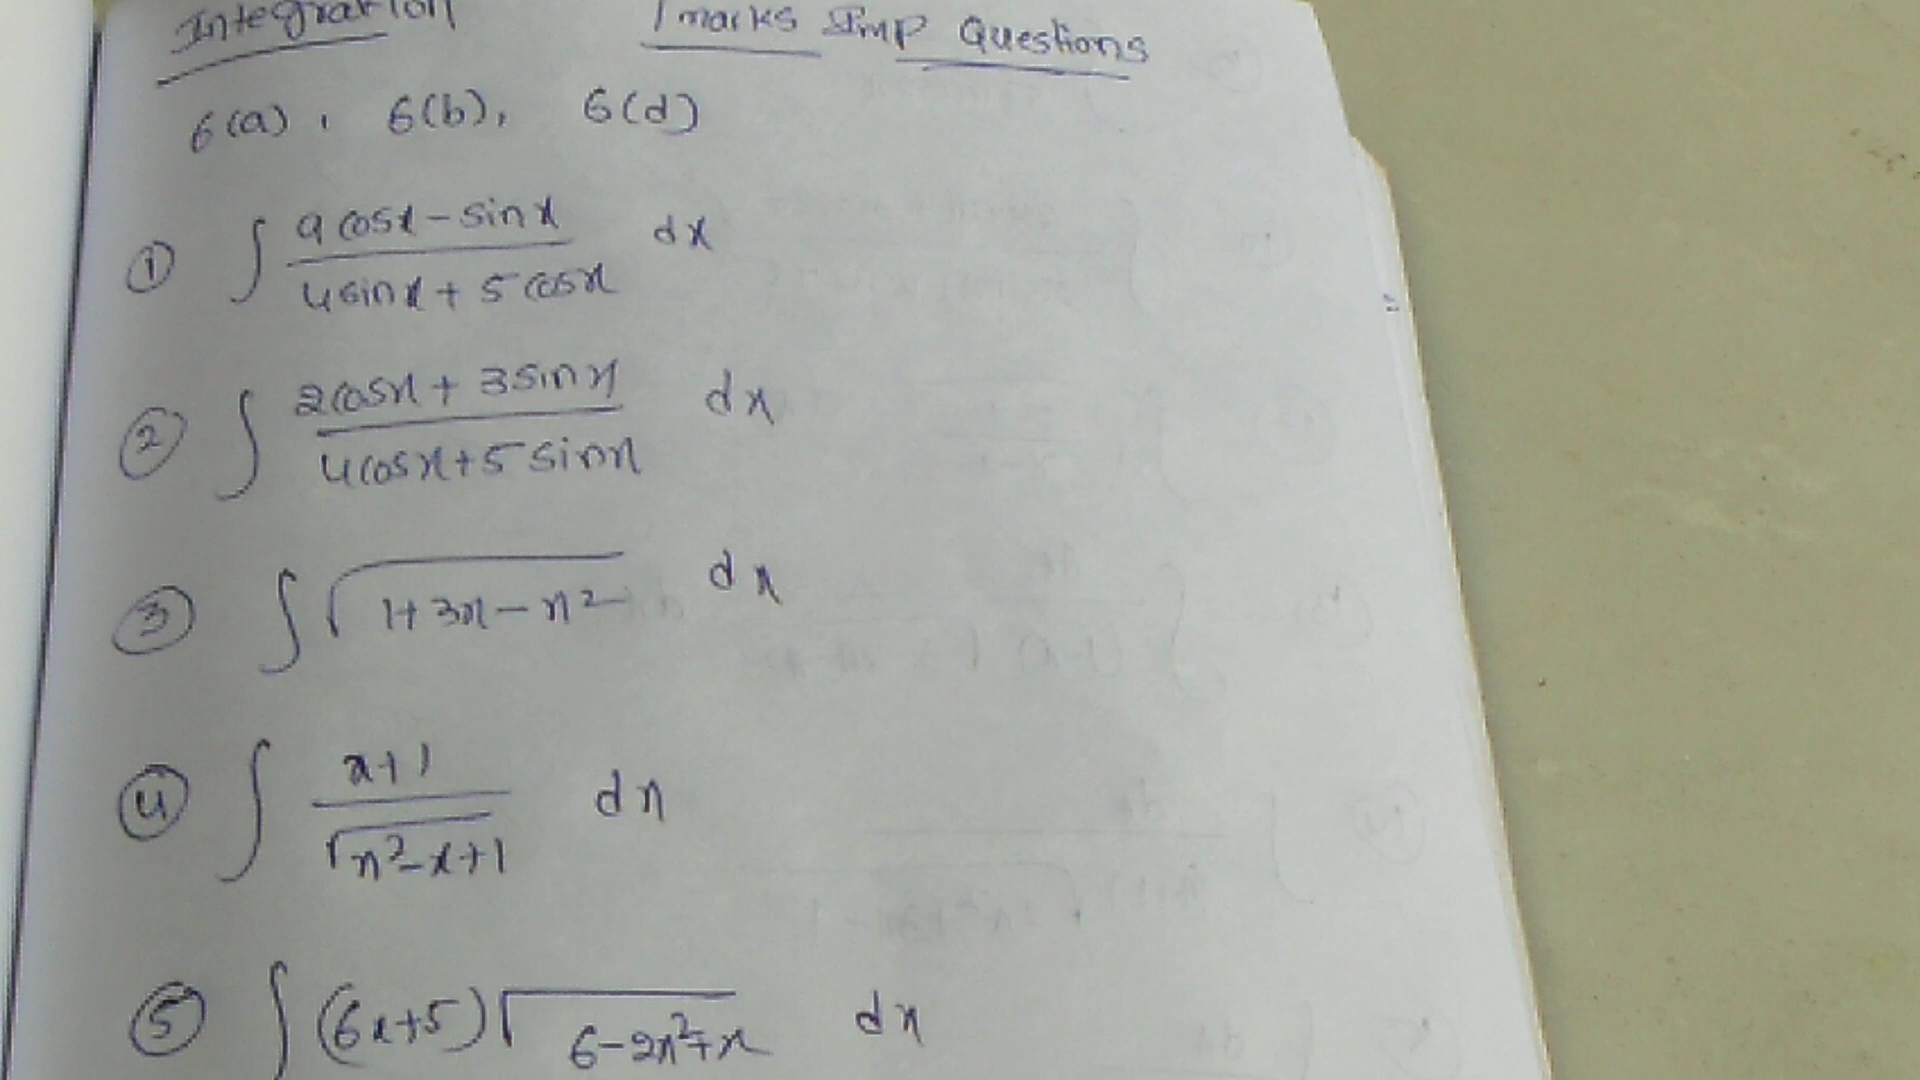 Integration 7 marks Imp Questions
6(a), 6(b), 6(d)
① ∫ (9cosx - sinx)/(4sinx + 5cosx) dx
② ∫ (2cosx + 3sinx)/(4cosx + 5sinx) dx
③ ∫ √(1+3x-x²) dx
④ ∫ (x+1)/√(x²-x+1) dx
⑤ ∫ (6x+5)√(6-2x²+x) dx